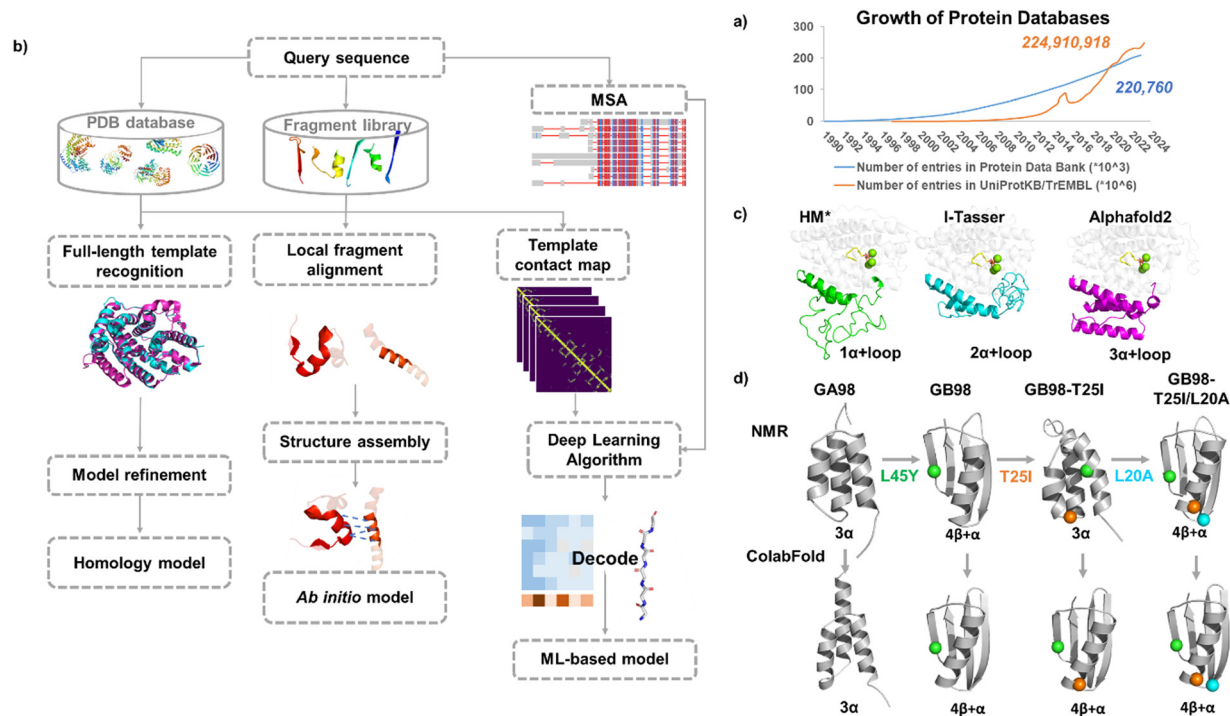 b)
Query sequence
PDB database
Fragment library
MSA
Full-length template
recognition
Local fragment
alignment
Template
contact map
Structure assembly
Deep Learning
Algorithm
Model refinement
Homology model
Decode
Ab initio model
ML-based model
a)
Growth of Protein Databases
300
200
100
0
224,910,918
220,760
1990
1992
1994
1996
1998
2000
2002
2004
2006
2008
2010
2012
2014
2016
2018
2020
2022
2024
Number of entries in Protein Data Bank (*10^3)
Number of entries in UniProtKB/TrEMBL (*10^6)
c)
HM*
I-Tasser
Alphafold2
1α+loop
2α+loop
3α+loop
d)
GA98
GB98
GB98-T25I
GB98-
T25I/L20A
NMR
L45Y
T25I
L20A
3α
4β+α
3α
4β+α
ColabFold
3α
4β+α
4β+α
4β+α